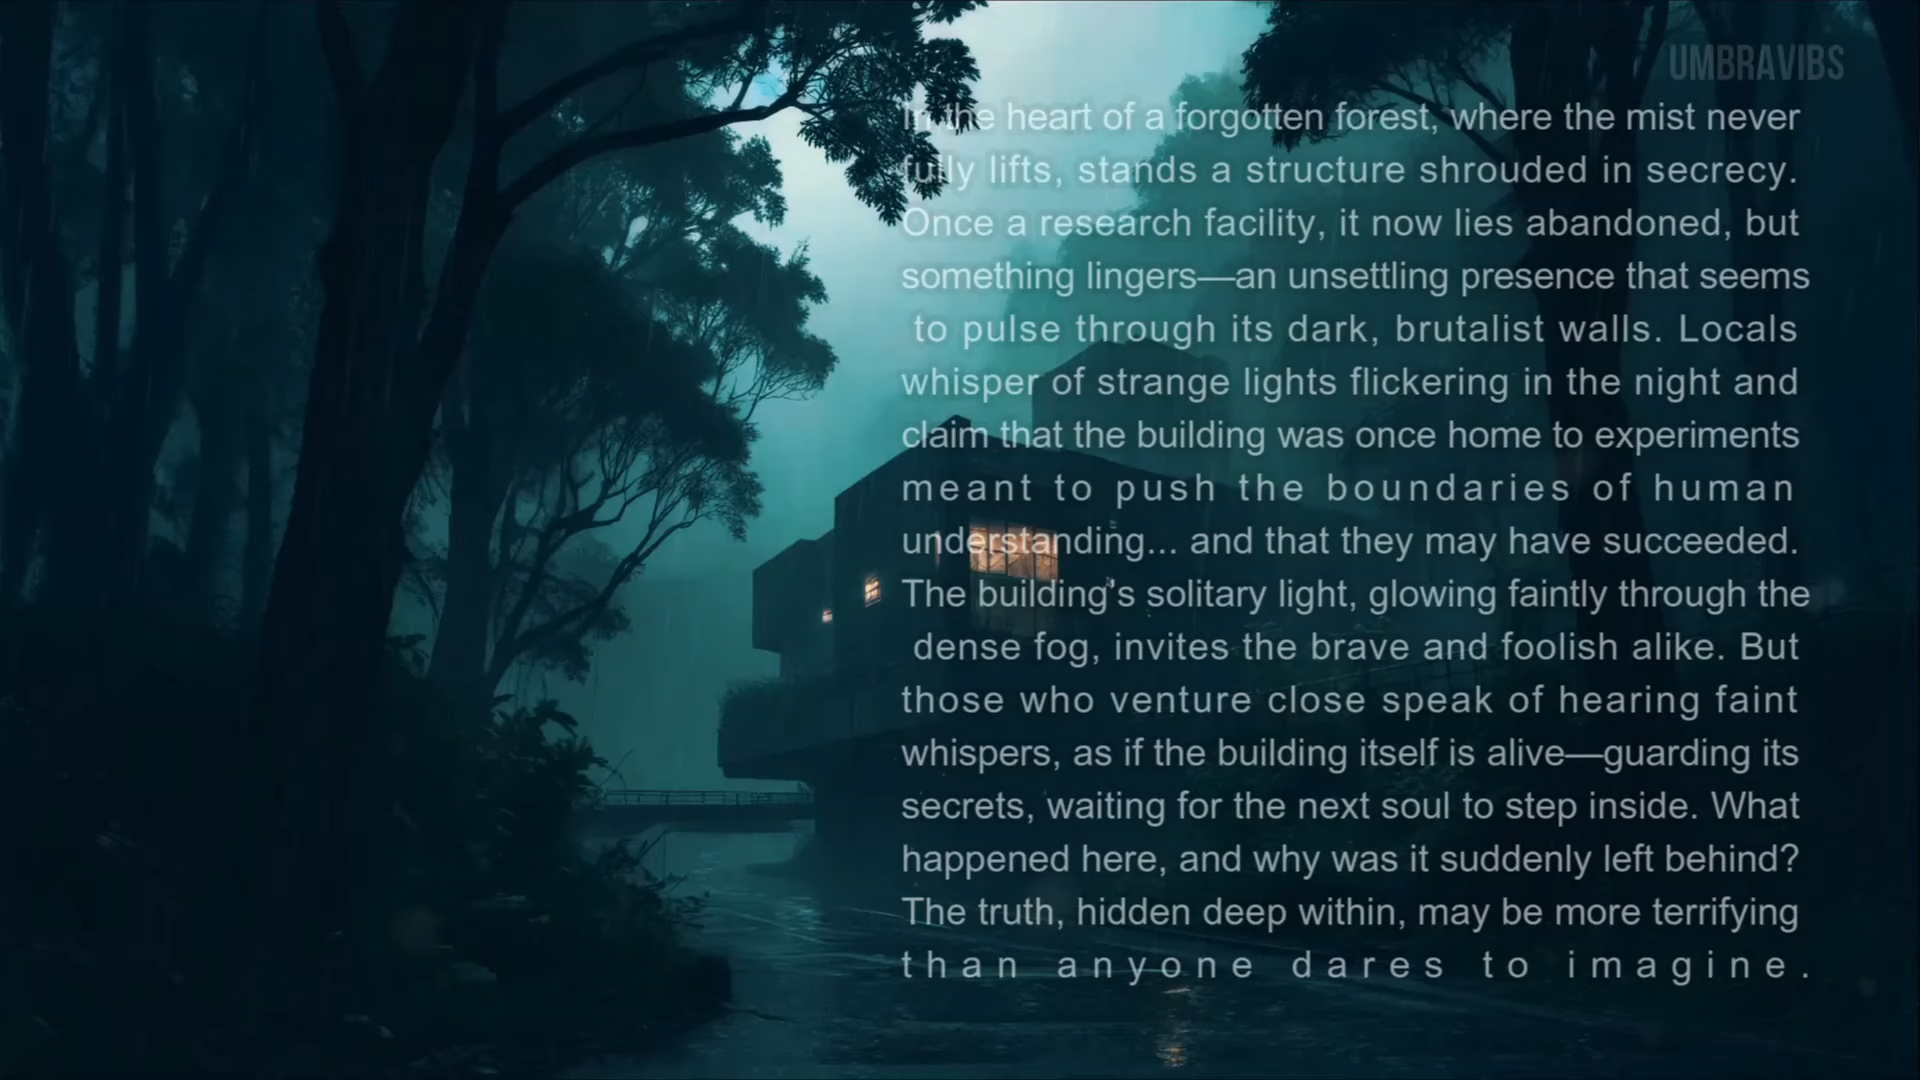 UMBRAVIBS
In the heart of a forgotten forest, where the mist never
fully lifts, stands a structure shrouded in secrecy.
Once a research facility, it now lies abandoned, but
something lingers—an unsettling presence that seems
to pulse through its dark, brutalist walls. Locals
whisper of strange lights flickering in the night and
claim that the building was once home to experiments
meant to push the boundaries of human
understanding... and that they may have succeeded.
The building's solitary light, glowing faintly through the
dense fog, invites the brave and foolish alike. But
those who venture close speak of hearing faint
whispers, as if the building itself is alive—guarding its
secrets, waiting for the next soul to step inside. What
happened here, and why was it suddenly left behind?
The truth, hidden deep within, may be more terrifying
than anyone dares to imagine.